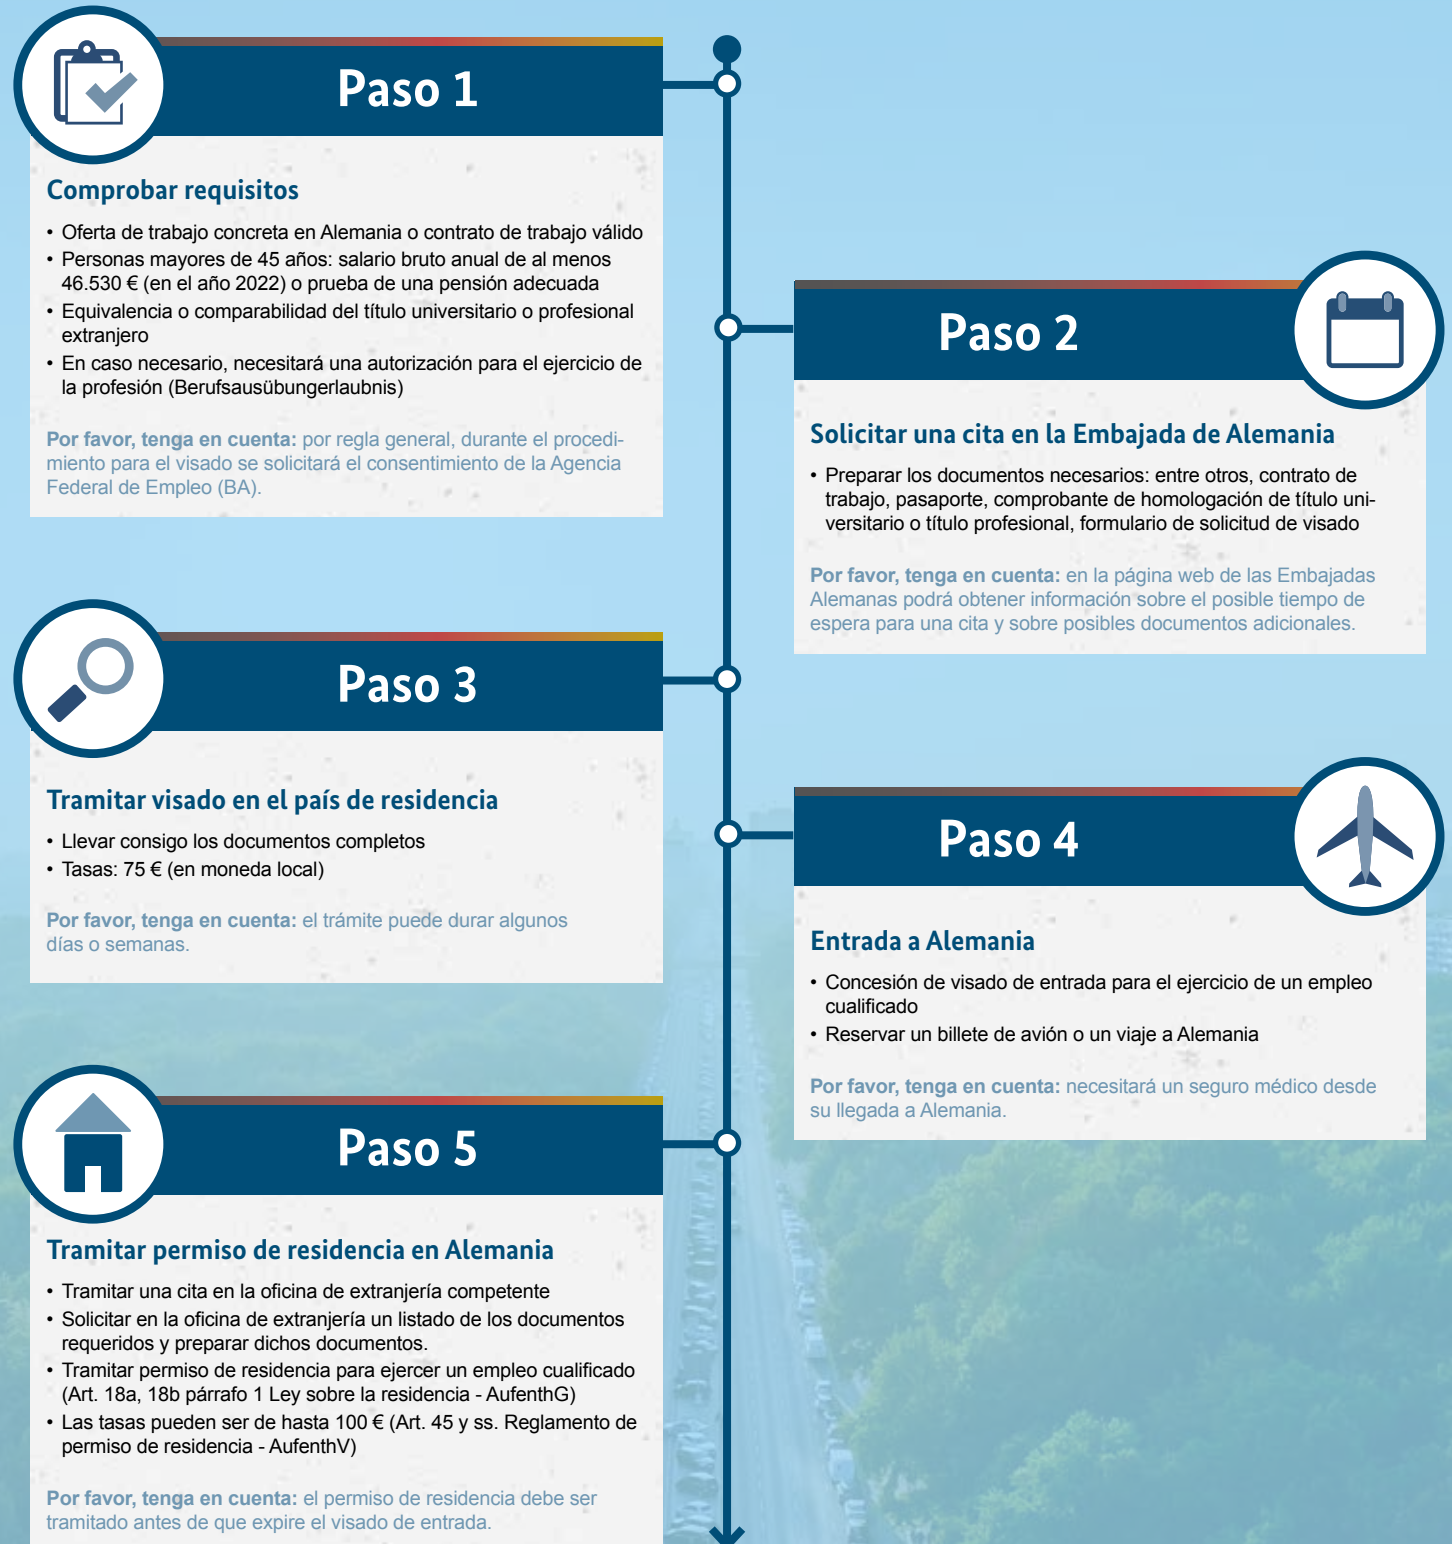 Paso 1
Comprobar requisitos
• Oferta de trabajo concreta en Alemania o contrato de trabajo válido
• Personas mayores de 45 años: salario bruto anual de al menos
46.530 € (en el año 2022) o prueba de una pensión adecuada
• Equivalencia o comparabilidad del título universitario o profesional
extranjero
• En caso necesario, necesitará una autorización para el ejercicio de
la profesión (Berufsausübungerlaubnis)
Por favor, tenga en cuenta: por regla general, durante el procedi-
miento para el visado se solicitará el consentimiento de la Agencia
Federal de Empleo (BA).
Paso 2
Solicitar una cita en la Embajada de Alemania
• Preparar los documentos necesarios: entre otros, contrato de
trabajo, pasaporte, comprobante de homologación de título uni-
versitario o título profesional, formulario de solicitud de visado
Por favor, tenga en cuenta: en la página web de las Embajadas
Alemanas podrá obtener información sobre el posible tiempo de
espera para una cita y sobre posibles documentos adicionales.
Paso 3
Tramitar visado en el país de residencia
• Llevar consigo los documentos completos
• Tasas: 75 € (en moneda local)
Por favor, tenga en cuenta: el trámite puede durar algunos
días o semanas.
Paso 4
Entrada a Alemania
• Concesión de visado de entrada para el ejercicio de un empleo
cualificado
• Reservar un billete de avión o un viaje a Alemania
Por favor, tenga en cuenta: necesitará un seguro médico desde
su llegada a Alemania.
Paso 5
Tramitar permiso de residencia en Alemania
• Tramitar una cita en la oficina de extranjería competente
• Solicitar en la oficina de extranjería un listado de los documentos
requeridos y preparar dichos documentos.
• Tramitar permiso de residencia para ejercer un empleo cualificado
(Art. 18a, 18b párrafo 1 Ley sobre la residencia - AufenthG)
• Las tasas pueden ser de hasta 100 € (Art. 45 y ss. Reglamento de
permiso de residencia - AufenthV)
Por favor, tenga en cuenta: el permiso de residencia debe ser
tramitado antes de que expire el visado de entrada.